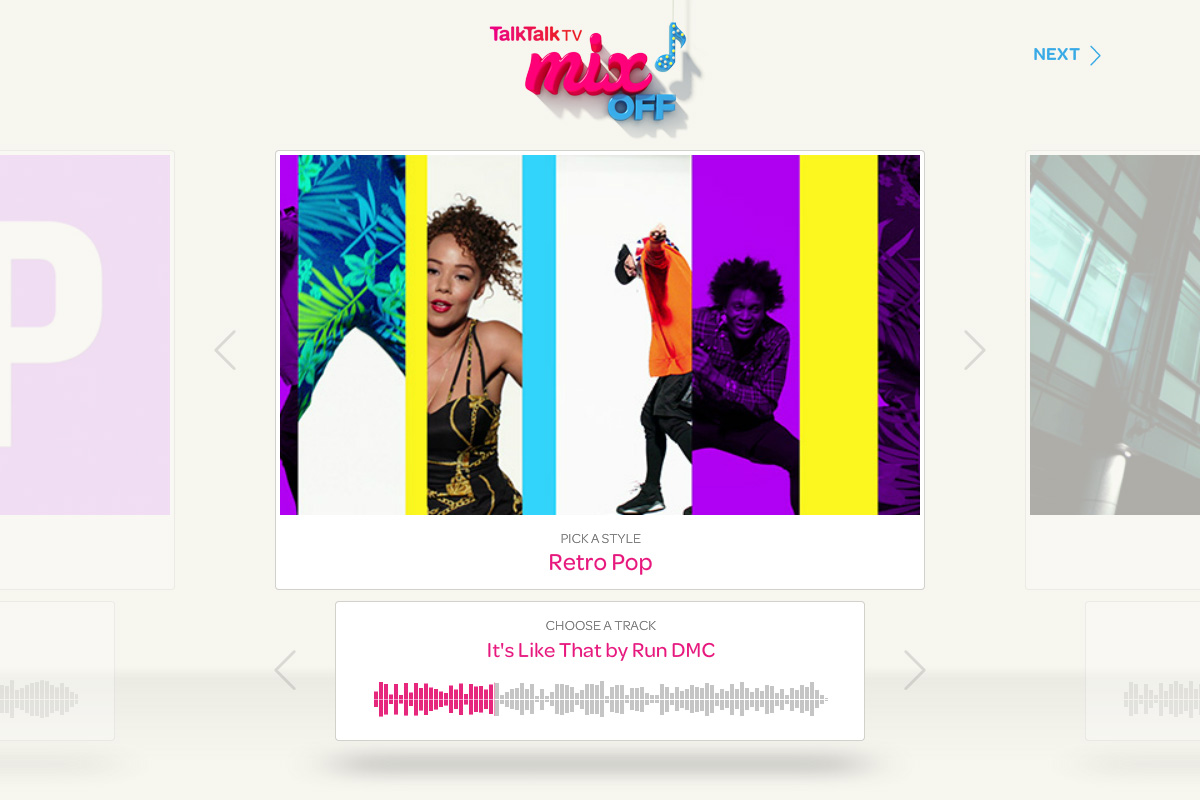 TalkTalk TV
mix
OFF
NEXT
P
PICK A STYLE
Retro Pop
CHOOSE A TRACK
It's Like That by Run DMC